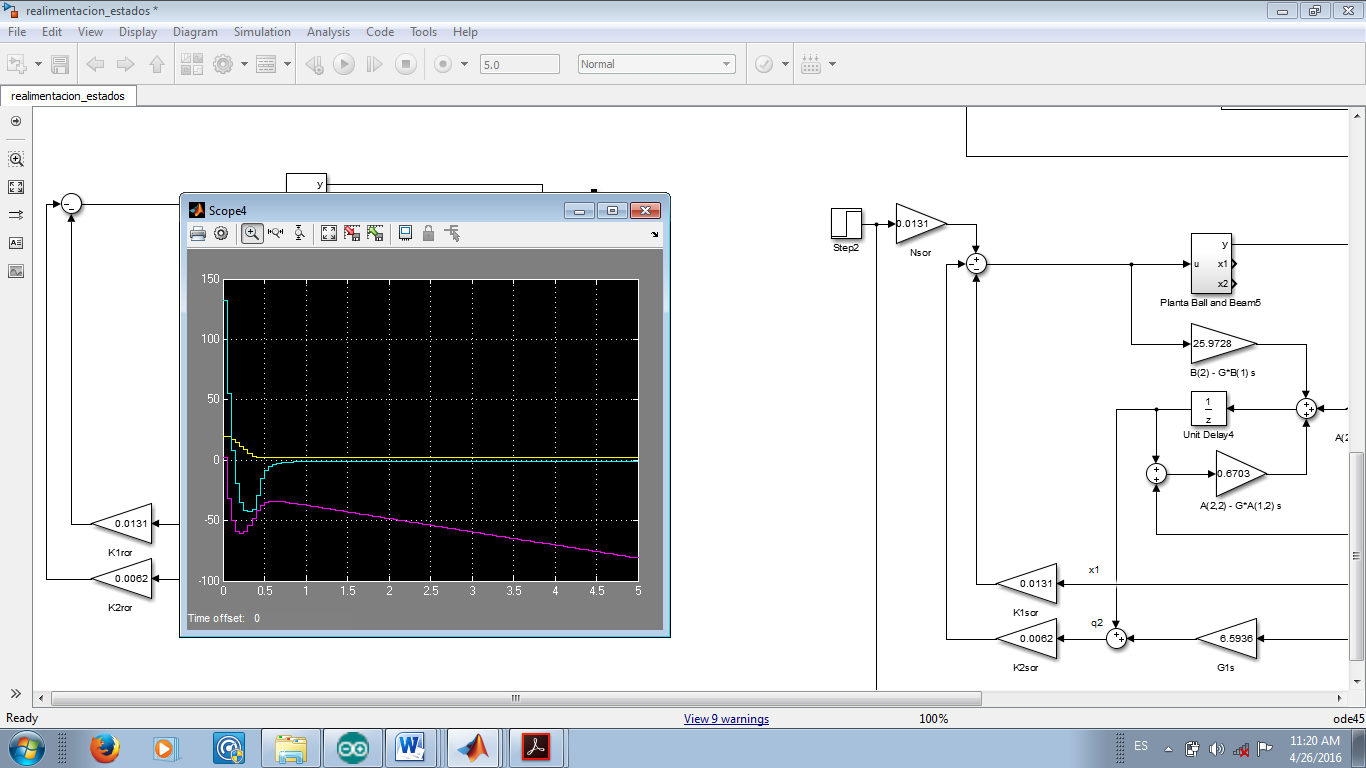 realimentacion_estados *
File Edit View Display Diagram Simulation Analysis Code Tools Help
5.0 Normal
realimentacion_estados
y
Scope4
150
100
50
0
-50
-100
0 0.5 1 1.5 2 2.5 3 3.5 4 4.5 5
Time offset: 0
0.0131
K1ror
0.0062
K2ror
Step2
0.0131
Nsor
u y x1 x2
Planta Ball and Beam5
25.9728
B(2) - G*B(1) s
1
z
Unit Delay4
A(2
0.6703
A(2,2) - G*A(1,2) s
x1
0.0131
K1sor
q2
0.0062
K2sor
6.5936
G1s
Ready View 9 warnings 100% ode45
ES 11:20 AM
4/26/2016